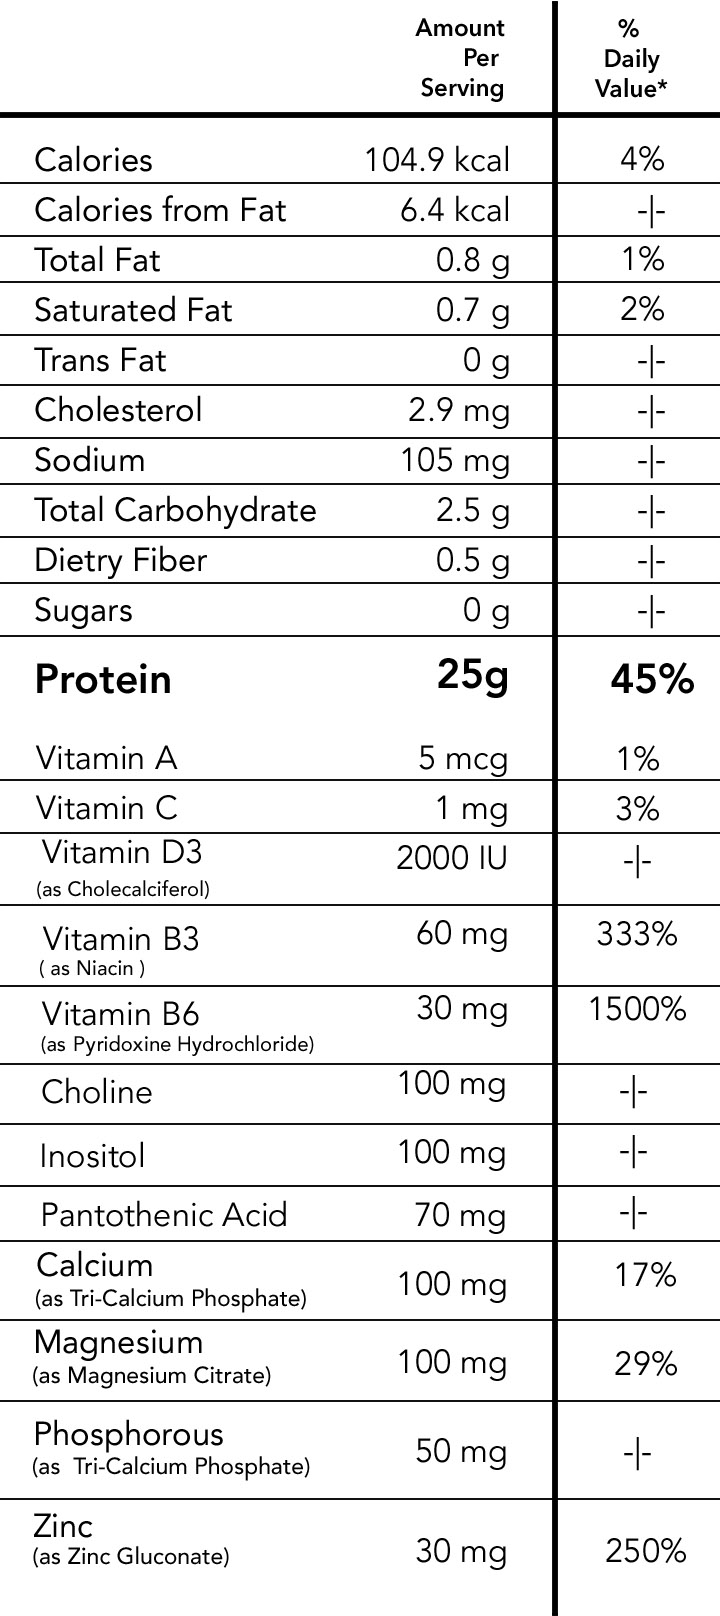 Amount
Per
Serving
%
Daily
Value*
Calories 104.9 kcal 4%
Calories from Fat 6.4 kcal -|-
Total Fat 0.8 g 1%
Saturated Fat 0.7 g 2%
Trans Fat 0 g -|-
Cholesterol 2.9 mg -|-
Sodium 105 mg -|-
Total Carbohydrate 2.5 g -|-
Dietry Fiber 0.5 g -|-
Sugars 0 g -|-
Protein 25g 45%
Vitamin A 5 mcg 1%
Vitamin C 1 mg 3%
Vitamin D3 2000 IU -|-
(as Cholecalciferol)
Vitamin B3 60 mg 333%
( as Niacin )
Vitamin B6 30 mg 1500%
(as Pyridoxine Hydrochloride)
Choline 100 mg -|-
Inositol 100 mg -|-
Pantothenic Acid 70 mg -|-
Calcium 100 mg 17%
(as Tri-Calcium Phosphate)
Magnesium 100 mg 29%
(as Magnesium Citrate)
Phosphorous 50 mg -|-
(as Tri-Calcium Phosphate)
Zinc 30 mg 250%
(as Zinc Gluconate)